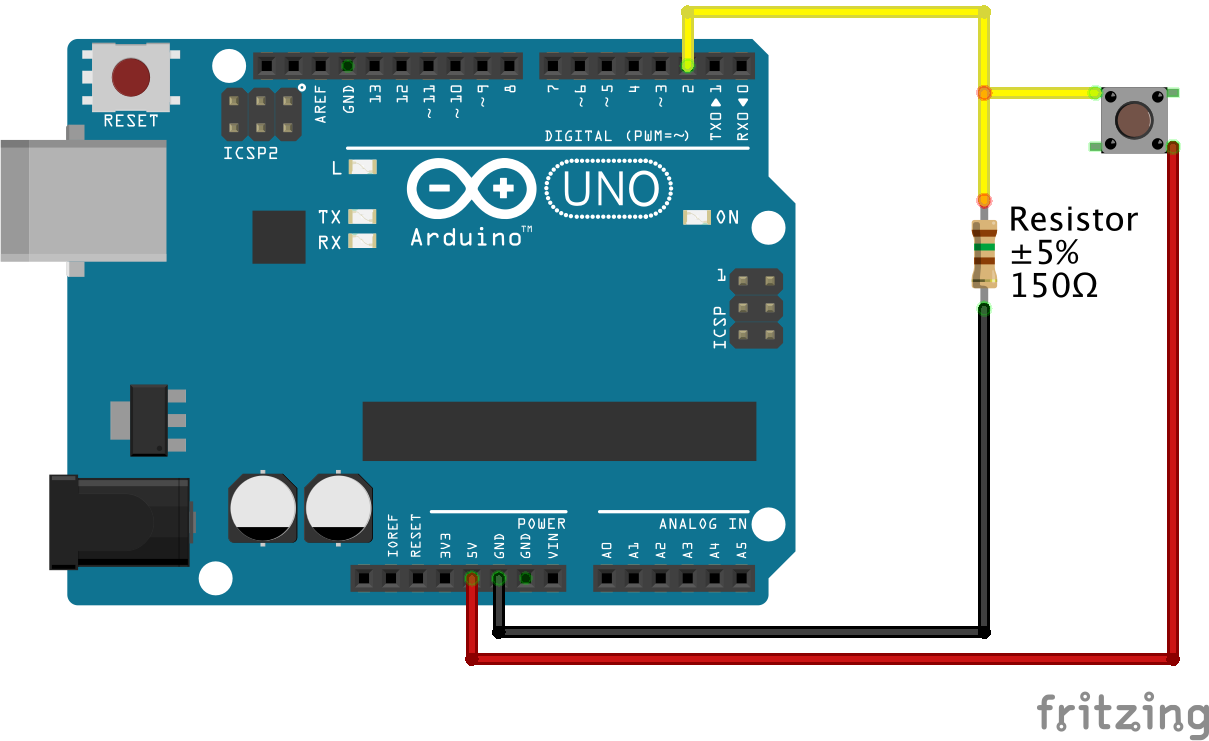 RESET
ICSP2
AREF
GND
13
12
~11
~10
~9
8
7
~6
~5
4
~3
2
TX0▶1
RX0◀0
DIGITAL (PWM=~)
L
TX
RX
UNO
Arduino™
ON
1
ICSP
Resistor
±5%
150Ω
POWER
ANALOG IN
IOREF
RESET
3V3
5V
GND
GND
VIN
A0
A1
A2
A3
A4
A5
fritzing